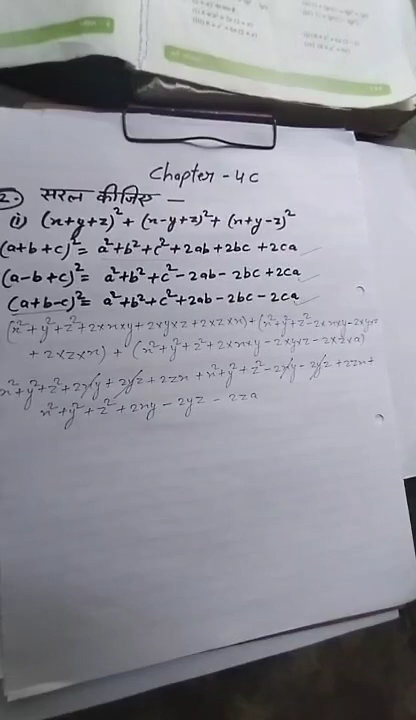 Chapter - 4C
2. सरल कीजिए —
i) (x+y+z)² + (x-y+z)² + (x+y-z)²
(a+b+c)² = a²+b²+c²+2ab+2bc+2ca
(a-b+c)² = a²+b²+c²-2ab-2bc+2ca
(a+b-c)² = a²+b²+c²+2ab-2bc-2ca
(x²+y²+z²+2×x×y+2×y×z+2×z×x)+(x²+y²+z²-2×x×y-2×y×z
+2×z×x)+(x²+y²+z²+2×x×y-2×y×z-2×z×x)
x²+y²+z²+2xy+2yz+2zx+x²+y²+z²-2xy-2yz+2zx+
x²+y²+z²+2xy-2yz-2zx